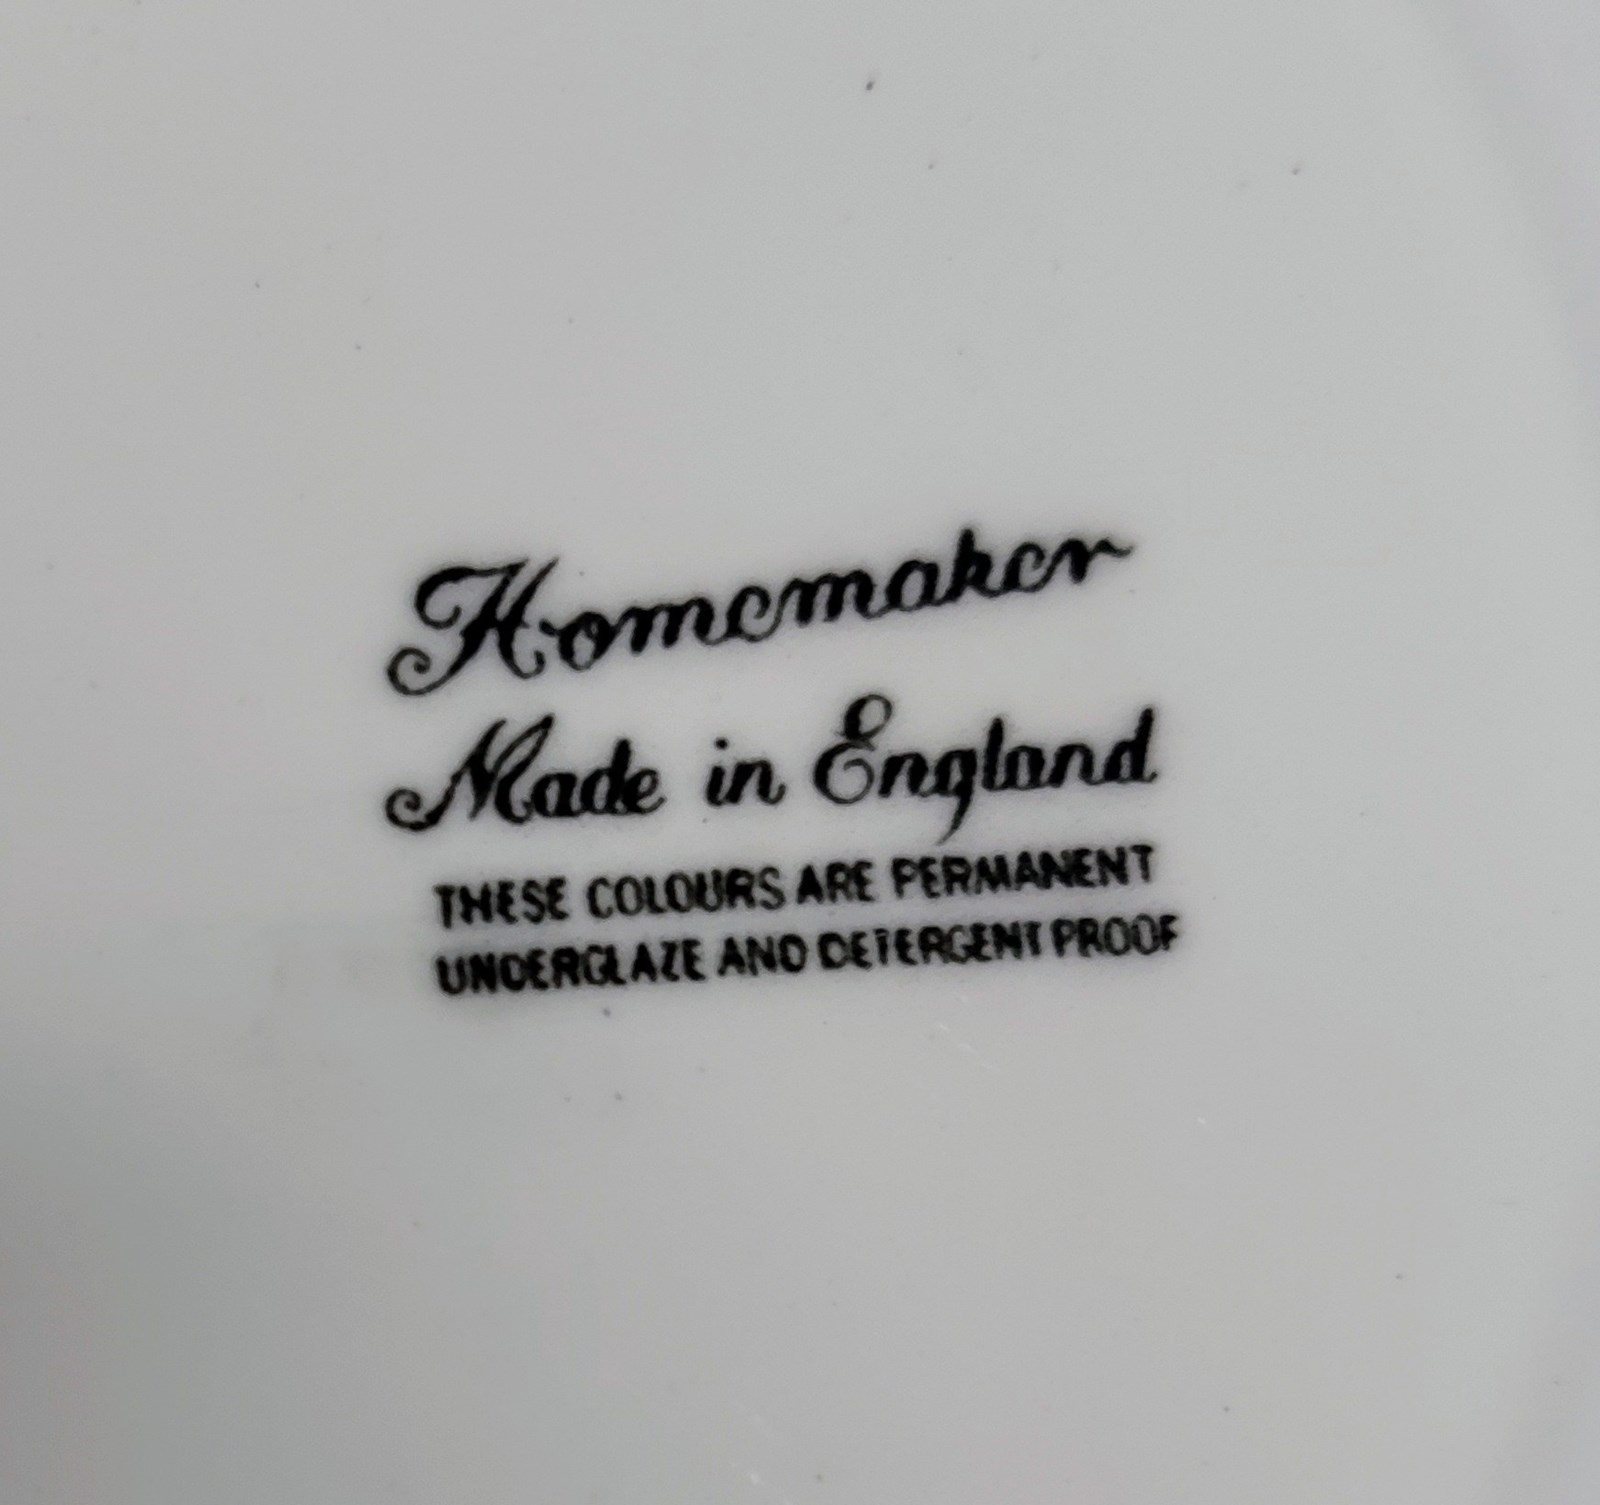 Homemaker
Made in England
THESE COLOURS ARE PERMANENT
UNDERGLAZE AND DETERGENT PROOF